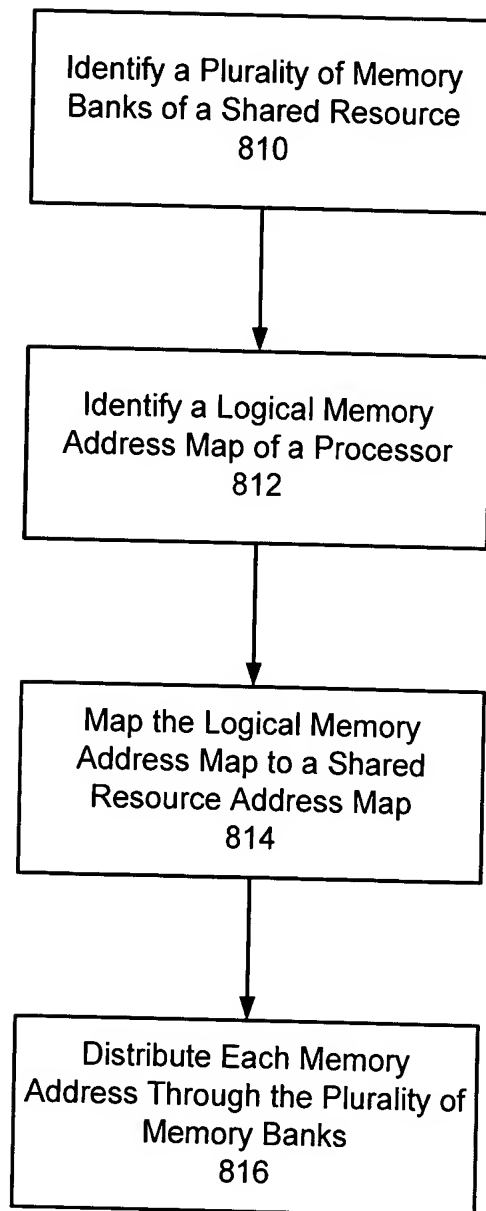 Identify a Plurality of Memory
Banks of a Shared Resource
810
Identify a Logical Memory
Address Map of a Processor
812
Map the Logical Memory
Address Map to a Shared
Resource Address Map
814
Distribute Each Memory
Address Through the Plurality of
Memory Banks
816